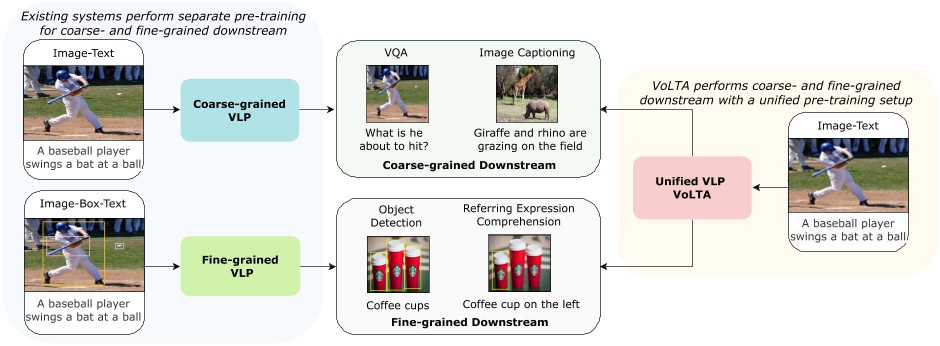 Existing systems perform separate pre-training
for coarse- and fine-grained downstream
Image-Text
A baseball player
swings a bat at a ball
Coarse-grained
VLP
Image-Box-Text
A baseball player
swings a bat at a ball
Fine-grained
VLP
VQA
What is he
about to hit?
Image Captioning
Giraffe and rhino are
grazing on the field
Coarse-grained Downstream
Object
Detection
Coffee cups
Referring Expression
Comprehension
Coffee cup on the left
Fine-grained Downstream
VoLTA performs coarse- and fine-grained
downstream with a unified pre-training setup
Unified VLP
VoLTA
Image-Text
A baseball player
swings a bat at a ball